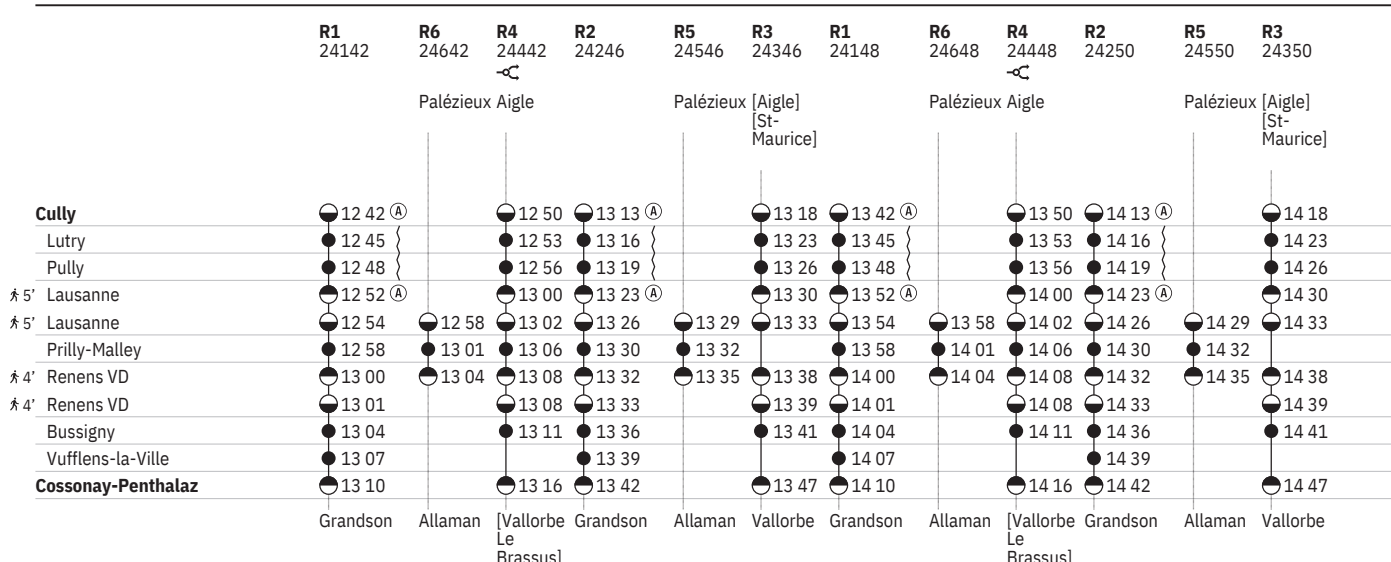 R1 R6 R4 R2 R5 R3 R1 R6 R4 R2 R5 R3
24142 24642 24442 24246 24546 24346 24148 24648 24448 24250 24550 24350
Palézieux Aigle Palézieux [Aigle] Palézieux Aigle Palézieux [Aigle]
[St- [St-
Maurice] Maurice]
Cully 12 42 A 12 50 13 13 A 13 18 13 42 A 13 50 14 13 A 14 18
Lutry 12 45 12 53 13 16 13 23 13 45 13 53 14 16 14 23
Pully 12 48 12 56 13 19 13 26 13 48 13 56 14 19 14 26
5' Lausanne 12 52 A 13 00 13 23 A 13 30 13 52 A 14 00 14 23 A 14 30
5' Lausanne 12 54 12 58 13 02 13 26 13 29 13 33 13 54 13 58 14 02 14 26 14 29 14 33
Prilly-Malley 12 58 13 01 13 06 13 30 13 32 13 58 14 01 14 06 14 30 14 32
4' Renens VD 13 00 13 04 13 08 13 32 13 35 13 38 14 00 14 04 14 08 14 32 14 35 14 38
4' Renens VD 13 01 13 08 13 33 13 39 14 01 14 08 14 33 14 39
Bussigny 13 04 13 11 13 36 13 41 14 04 14 11 14 36 14 41
Vufflens-la-Ville 13 07 13 39 14 07 14 39
Cossonay-Penthalaz 13 10 13 16 13 42 13 47 14 10 14 16 14 42 14 47
Grandson Allaman [Vallorbe Grandson Allaman Vallorbe Grandson Allaman [Vallorbe Grandson Allaman Vallorbe
Le Le
Brassus] Brassus]